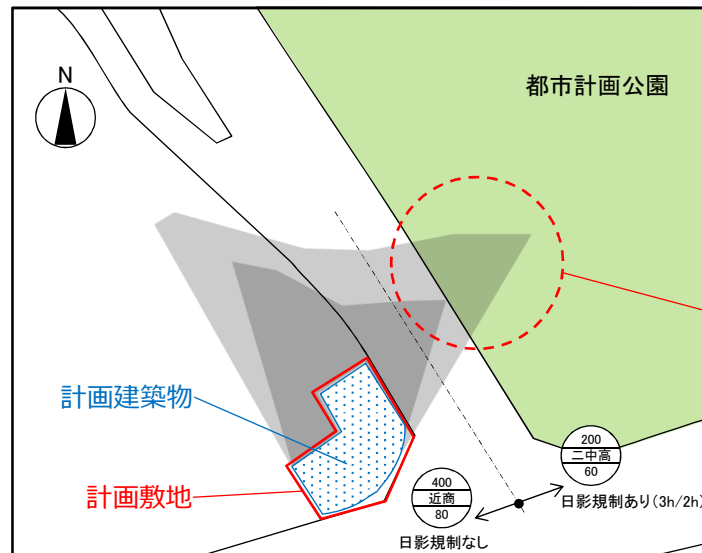 N
都市計画公園
計画建築物
計画敷地
200
二中高
60
日影規制あり(3h/2h)
400
近商
80
日影規制なし